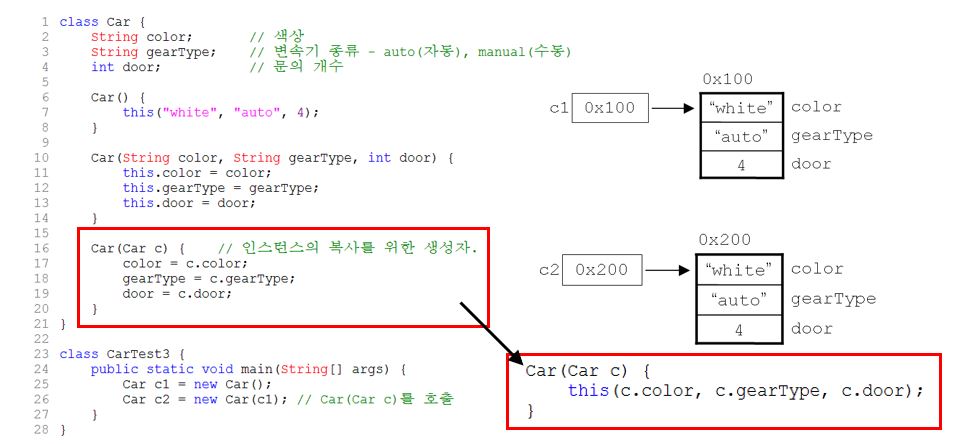 1 class Car {
2     String color;       // 색상
3     String gearType;    // 변속기 종류 - auto(자동), manual(수동)
4     int door;           // 문의 개수
5
6     Car() {
7         this("white", "auto", 4);
8     }
9
10     Car(String color, String gearType, int door) {
11         this.color = color;
12         this.gearType = gearType;
13         this.door = door;
14     }
15
16     Car(Car c) {    // 인스턴스의 복사를 위한 생성자.
17         color = c.color;
18         gearType = c.gearType;
19         door = c.door;
20     }
21 }
22
23 class CarTest3 {
24     public static void main(String[] args) {
25         Car c1 = new Car();
26         Car c2 = new Car(c1); // Car(Car c)를 호출
27     }
28 }
0x100
c1 0x100 “white” color
“auto” gearType
4 door
0x200
c2 0x200 “white” color
“auto” gearType
4 door
Car(Car c) {
    this(c.color, c.gearType, c.door);
}